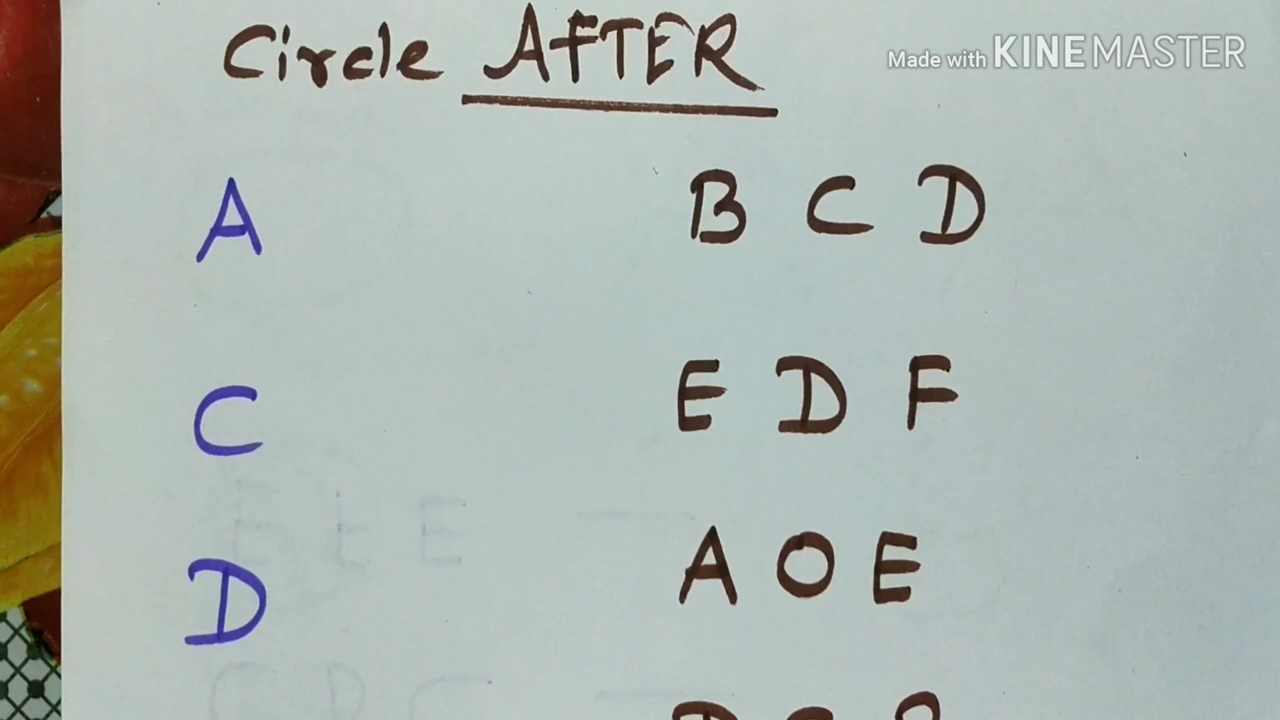 Circle AFTER
Made with KINEMASTER
A B C D
C E D F
D A O E